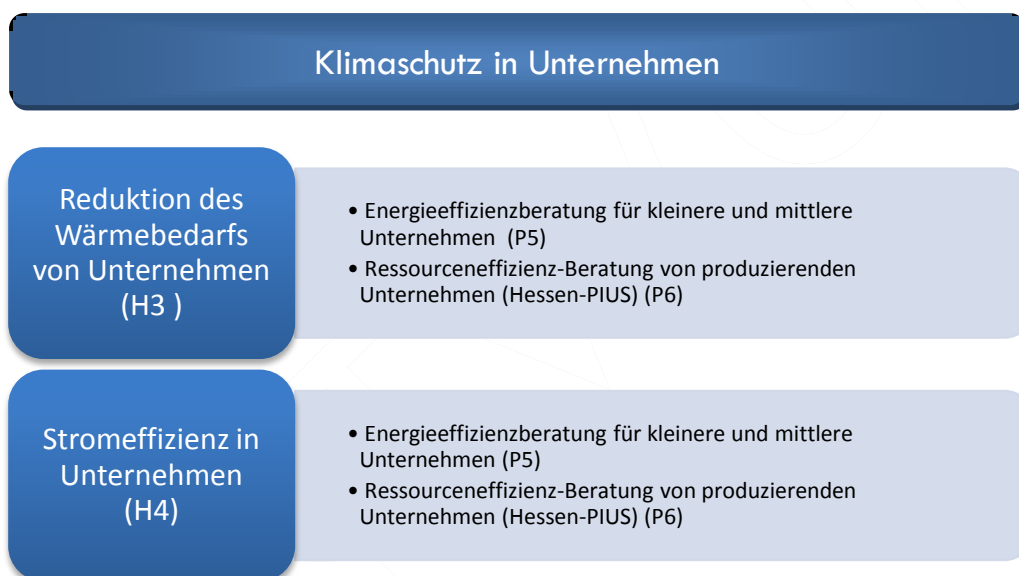 Klimaschutz in Unternehmen
Reduktion des
Wärmebedarfs
von Unternehmen
(H3 )
• Energieeffizienzberatung für kleinere und mittlere
Unternehmen  (P5)
• Ressourceneffizienz-Beratung von produzierenden
Unternehmen (Hessen-PIUS) (P6)
Stromeffizienz in
Unternehmen
(H4)
• Energieeffizienzberatung für kleinere und mittlere
Unternehmen (P5)
• Ressourceneffizienz-Beratung von produzierenden
Unternehmen (Hessen-PIUS) (P6)